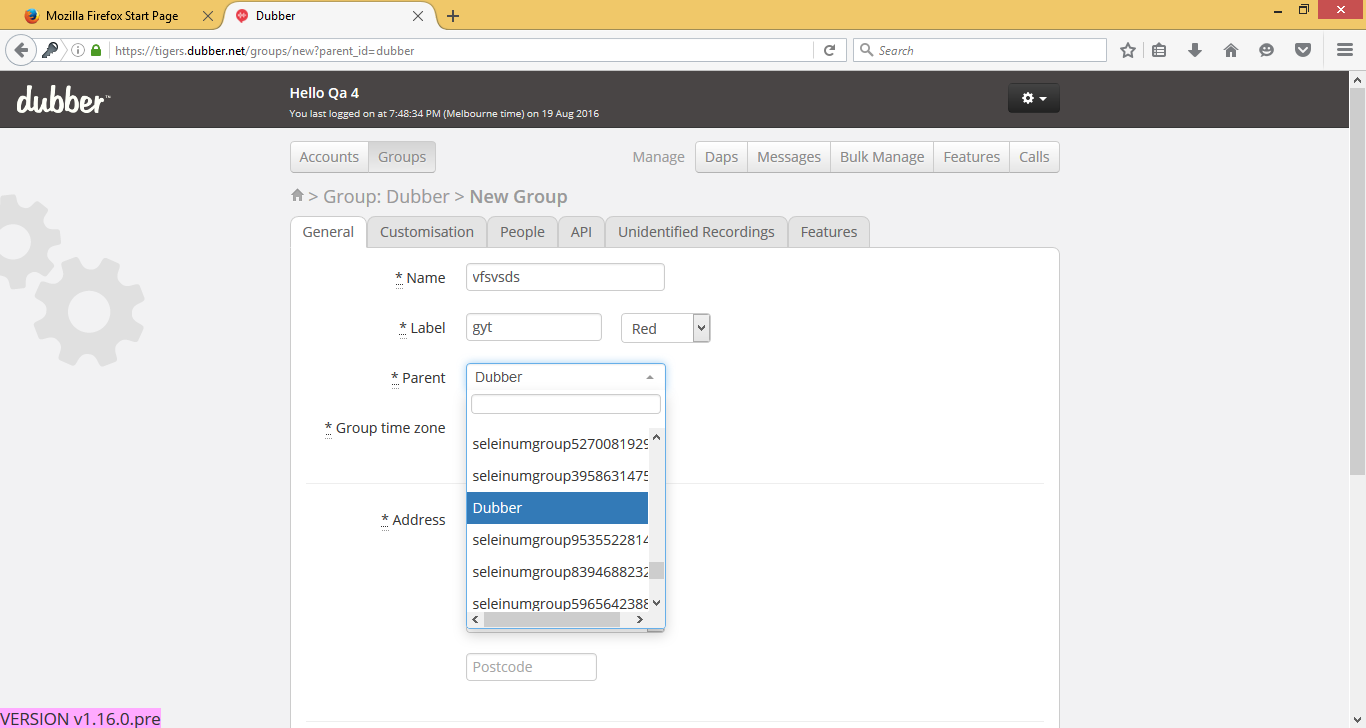 Mozilla Firefox Start Page
Dubber
https://tigers.dubber.net/groups/new?parent_id=dubber
Search
dubber™
Hello Qa 4
You last logged on at 7:48:34 PM (Melbourne time) on 19 Aug 2016
Accounts Groups
Manage Daps Messages Bulk Manage Features Calls
> Group: Dubber > New Group
General Customisation People API Unidentified Recordings Features
* Name vfsvsds
* Label gyt Red
* Parent Dubber
* Group time zone
seleinumgroup5270081929
seleinumgroup3958631475
Dubber
* Address
seleinumgroup9535522814
seleinumgroup8394688232
seleinumgroup5965642388
Postcode
VERSION v1.16.0.pre